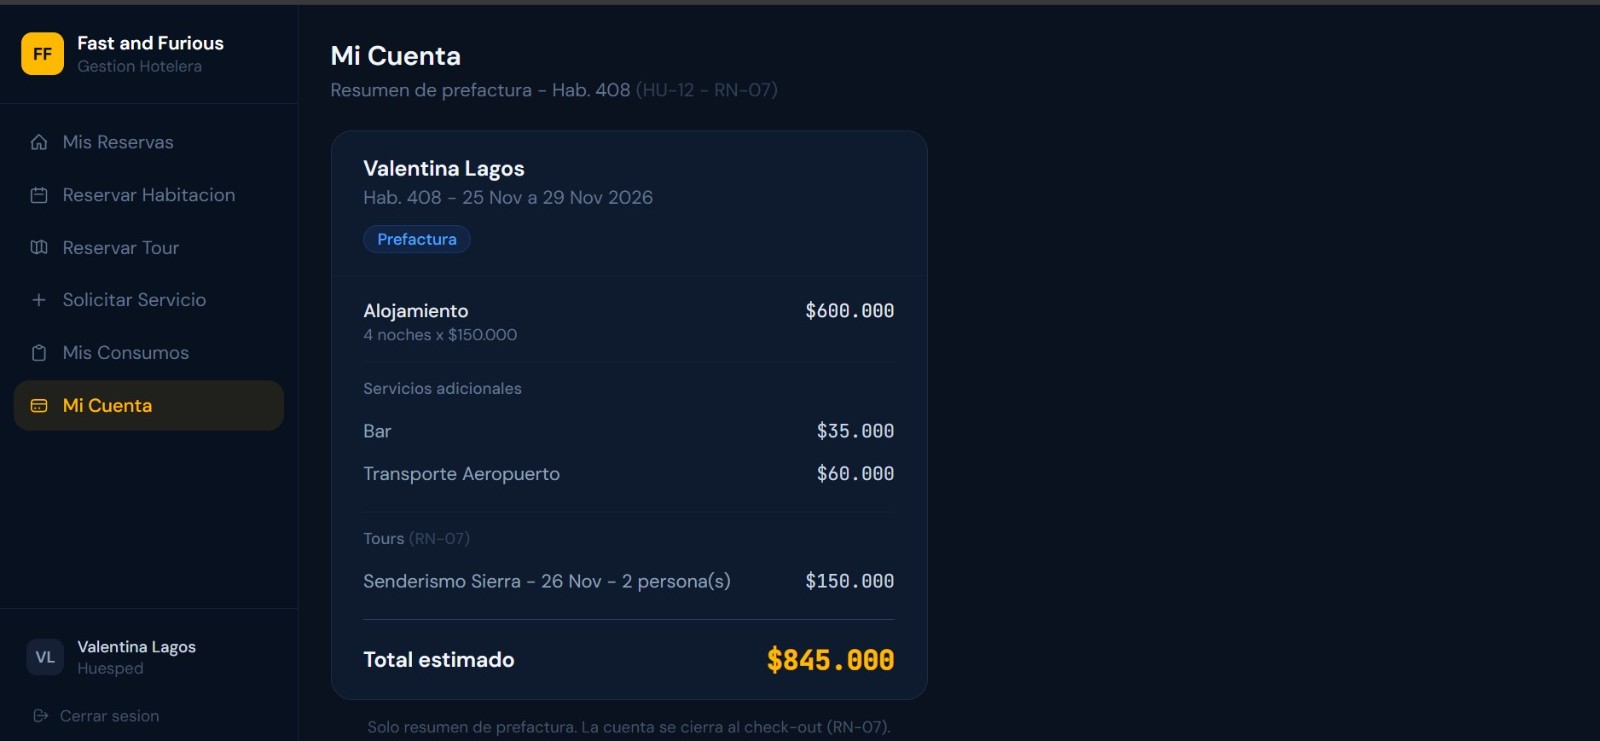 FF
Fast and Furious
Gestion Hotelera
Mis Reservas
Reservar Habitacion
Reservar Tour
Solicitar Servicio
Mis Consumos
Mi Cuenta
VL
Valentina Lagos
Huesped
Cerrar sesion
Mi Cuenta
Resumen de prefactura - Hab. 408 (HU-12 - RN-07)
Valentina Lagos
Hab. 408 - 25 Nov a 29 Nov 2026
Prefactura
Alojamiento $600.000
4 noches x $150.000
Servicios adicionales
Bar $35.000
Transporte Aeropuerto $60.000
Tours (RN-07)
Senderismo Sierra - 26 Nov - 2 persona(s) $150.000
Total estimado $845.000
Solo resumen de prefactura. La cuenta se cierra al check-out (RN-07).